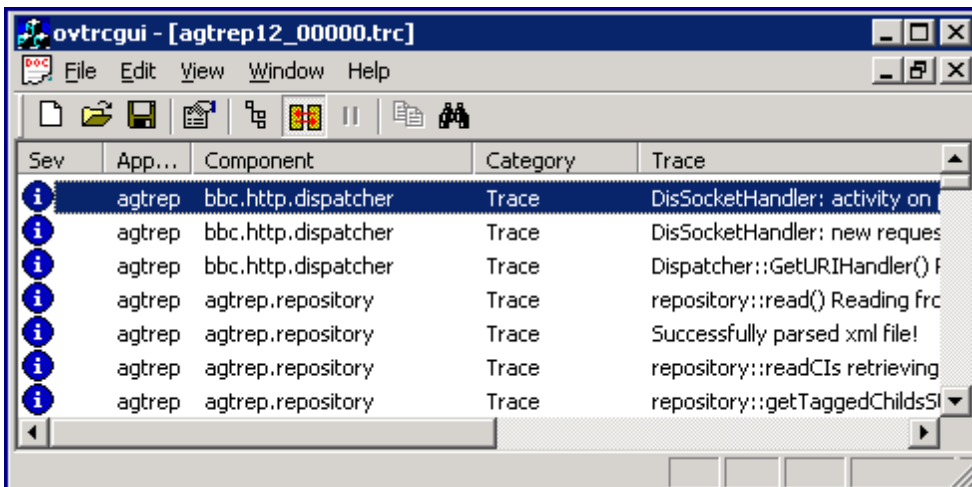 ovtrcgui - [agtrep12_00000.trc]
DOC File Edit View Window Help
Sev App... Component Category Trace
agtrep bbc.http.dispatcher Trace DisSocketHandler: activity on
agtrep bbc.http.dispatcher Trace DisSocketHandler: new reques
agtrep bbc.http.dispatcher Trace Dispatcher::GetURIHandler()
agtrep agtrep.repository Trace repository::read() Reading fro
agtrep agtrep.repository Trace Successfully parsed xml file!
agtrep agtrep.repository Trace repository::readCIs retrieving
agtrep agtrep.repository Trace repository::getTaggedChildsS